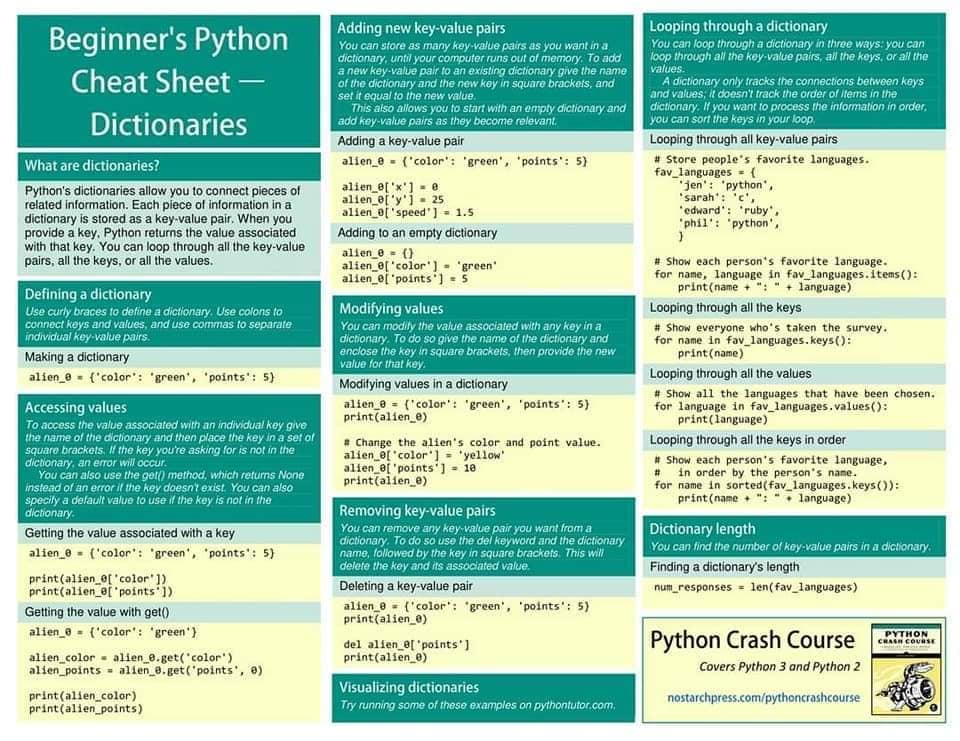 Beginner's Python
Cheat Sheet —
Dictionaries
What are dictionaries?
Python's dictionaries allow you to connect pieces of
related information. Each piece of information in a
dictionary is stored as a key-value pair. When you
provide a key, Python returns the value associated
with that key. You can loop through all the key-value
pairs, all the keys, or all the values.
Defining a dictionary
Use curly braces to define a dictionary. Use colons to
connect keys and values, and use commas to separate
individual key-value pairs.
Making a dictionary
alien_0 = {'color': 'green', 'points': 5}
Accessing values
To access the value associated with an individual key give
the name of the dictionary and then place the key in a set of
square brackets. If the key you're asking for is not in the
dictionary, an error will occur.
You can also use the get() method, which returns None
instead of an error if the key doesn't exist. You can also
specify a default value to use if the key is not in the
dictionary.
Getting the value associated with a key
alien_0 = {'color': 'green', 'points': 5}
print(alien_0['color'])
print(alien_0['points'])
Getting the value with get()
alien_0 = {'color': 'green'}
alien_color = alien_0.get('color')
alien_points = alien_0.get('points', 0)
print(alien_color)
print(alien_points)
Adding new key-value pairs
You can store as many key-value pairs as you want in a
dictionary, until your computer runs out of memory. To add
a new key-value pair to an existing dictionary give the name
of the dictionary and the new key in square brackets, and
set it equal to the new value.
This also allows you to start with an empty dictionary and
add key-value pairs as they become relevant.
Adding a key-value pair
alien_0 = {'color': 'green', 'points': 5}
alien_0['x'] = 0
alien_0['y'] = 25
alien_0['speed'] = 1.5
Adding to an empty dictionary
alien_0 = {}
alien_0['color'] = 'green'
alien_0['points'] = 5
Modifying values
You can modify the value associated with any key in a
dictionary. To do so give the name of the dictionary and
enclose the key in square brackets, then provide the new
value for that key.
Modifying values in a dictionary
alien_0 = {'color': 'green', 'points': 5}
print(alien_0)
# Change the alien's color and point value.
alien_0['color'] = 'yellow'
alien_0['points'] = 10
print(alien_0)
Removing key-value pairs
You can remove any key-value pair you want from a
dictionary. To do so use the del keyword and the dictionary
name, followed by the key in square brackets. This will
delete the key and its associated value.
Deleting a key-value pair
alien_0 = {'color': 'green', 'points': 5}
print(alien_0)
del alien_0['points']
print(alien_0)
Visualizing dictionaries
Try running some of these examples on pythontutor.com.
Looping through a dictionary
You can loop through a dictionary in three ways: you can
loop through all the key-value pairs, all the keys, or all the
values.
A dictionary only tracks the connections between keys
and values; it doesn't track the order of items in the
dictionary. If you want to process the information in order,
you can sort the keys in your loop.
Looping through all key-value pairs
# Store people's favorite languages.
fav_languages = {
'jen': 'python',
'sarah': 'c',
'edward': 'ruby',
'phil': 'python',
}
# Show each person's favorite language.
for name, language in fav_languages.items():
print(name + ": " + language)
Looping through all the keys
# Show everyone who's taken the survey.
for name in fav_languages.keys():
print(name)
Looping through all the values
# Show all the languages that have been chosen.
for language in fav_languages.values():
print(language)
Looping through all the keys in order
# Show each person's favorite language,
# in order by the person's name.
for name in sorted(fav_languages.keys()):
print(name + ": " + language)
Dictionary length
You can find the number of key-value pairs in a dictionary.
Finding a dictionary's length
num_responses = len(fav_languages)
Python Crash Course
Covers Python 3 and Python 2
nostarchpress.com/pythoncrashcourse
PYTHON
CRASH COURSE